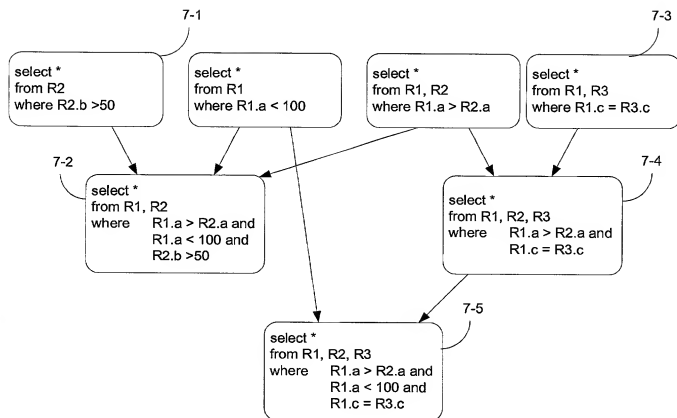 7-1
7-3
select *
from R2
where R2.b >50
select *
from R1
where R1.a < 100
select *
from R1, R2
where R1.a > R2.a
select *
from R1, R3
where R1.c = R3.c
7-2
7-4
select *
from R1, R2
where R1.a > R2.a and
R1.a < 100 and
R2.b >50
select *
from R1, R2, R3
where R1.a > R2.a and
R1.c = R3.c
7-5
select *
from R1, R2, R3
where R1.a > R2.a and
R1.a < 100 and
R1.c = R3.c